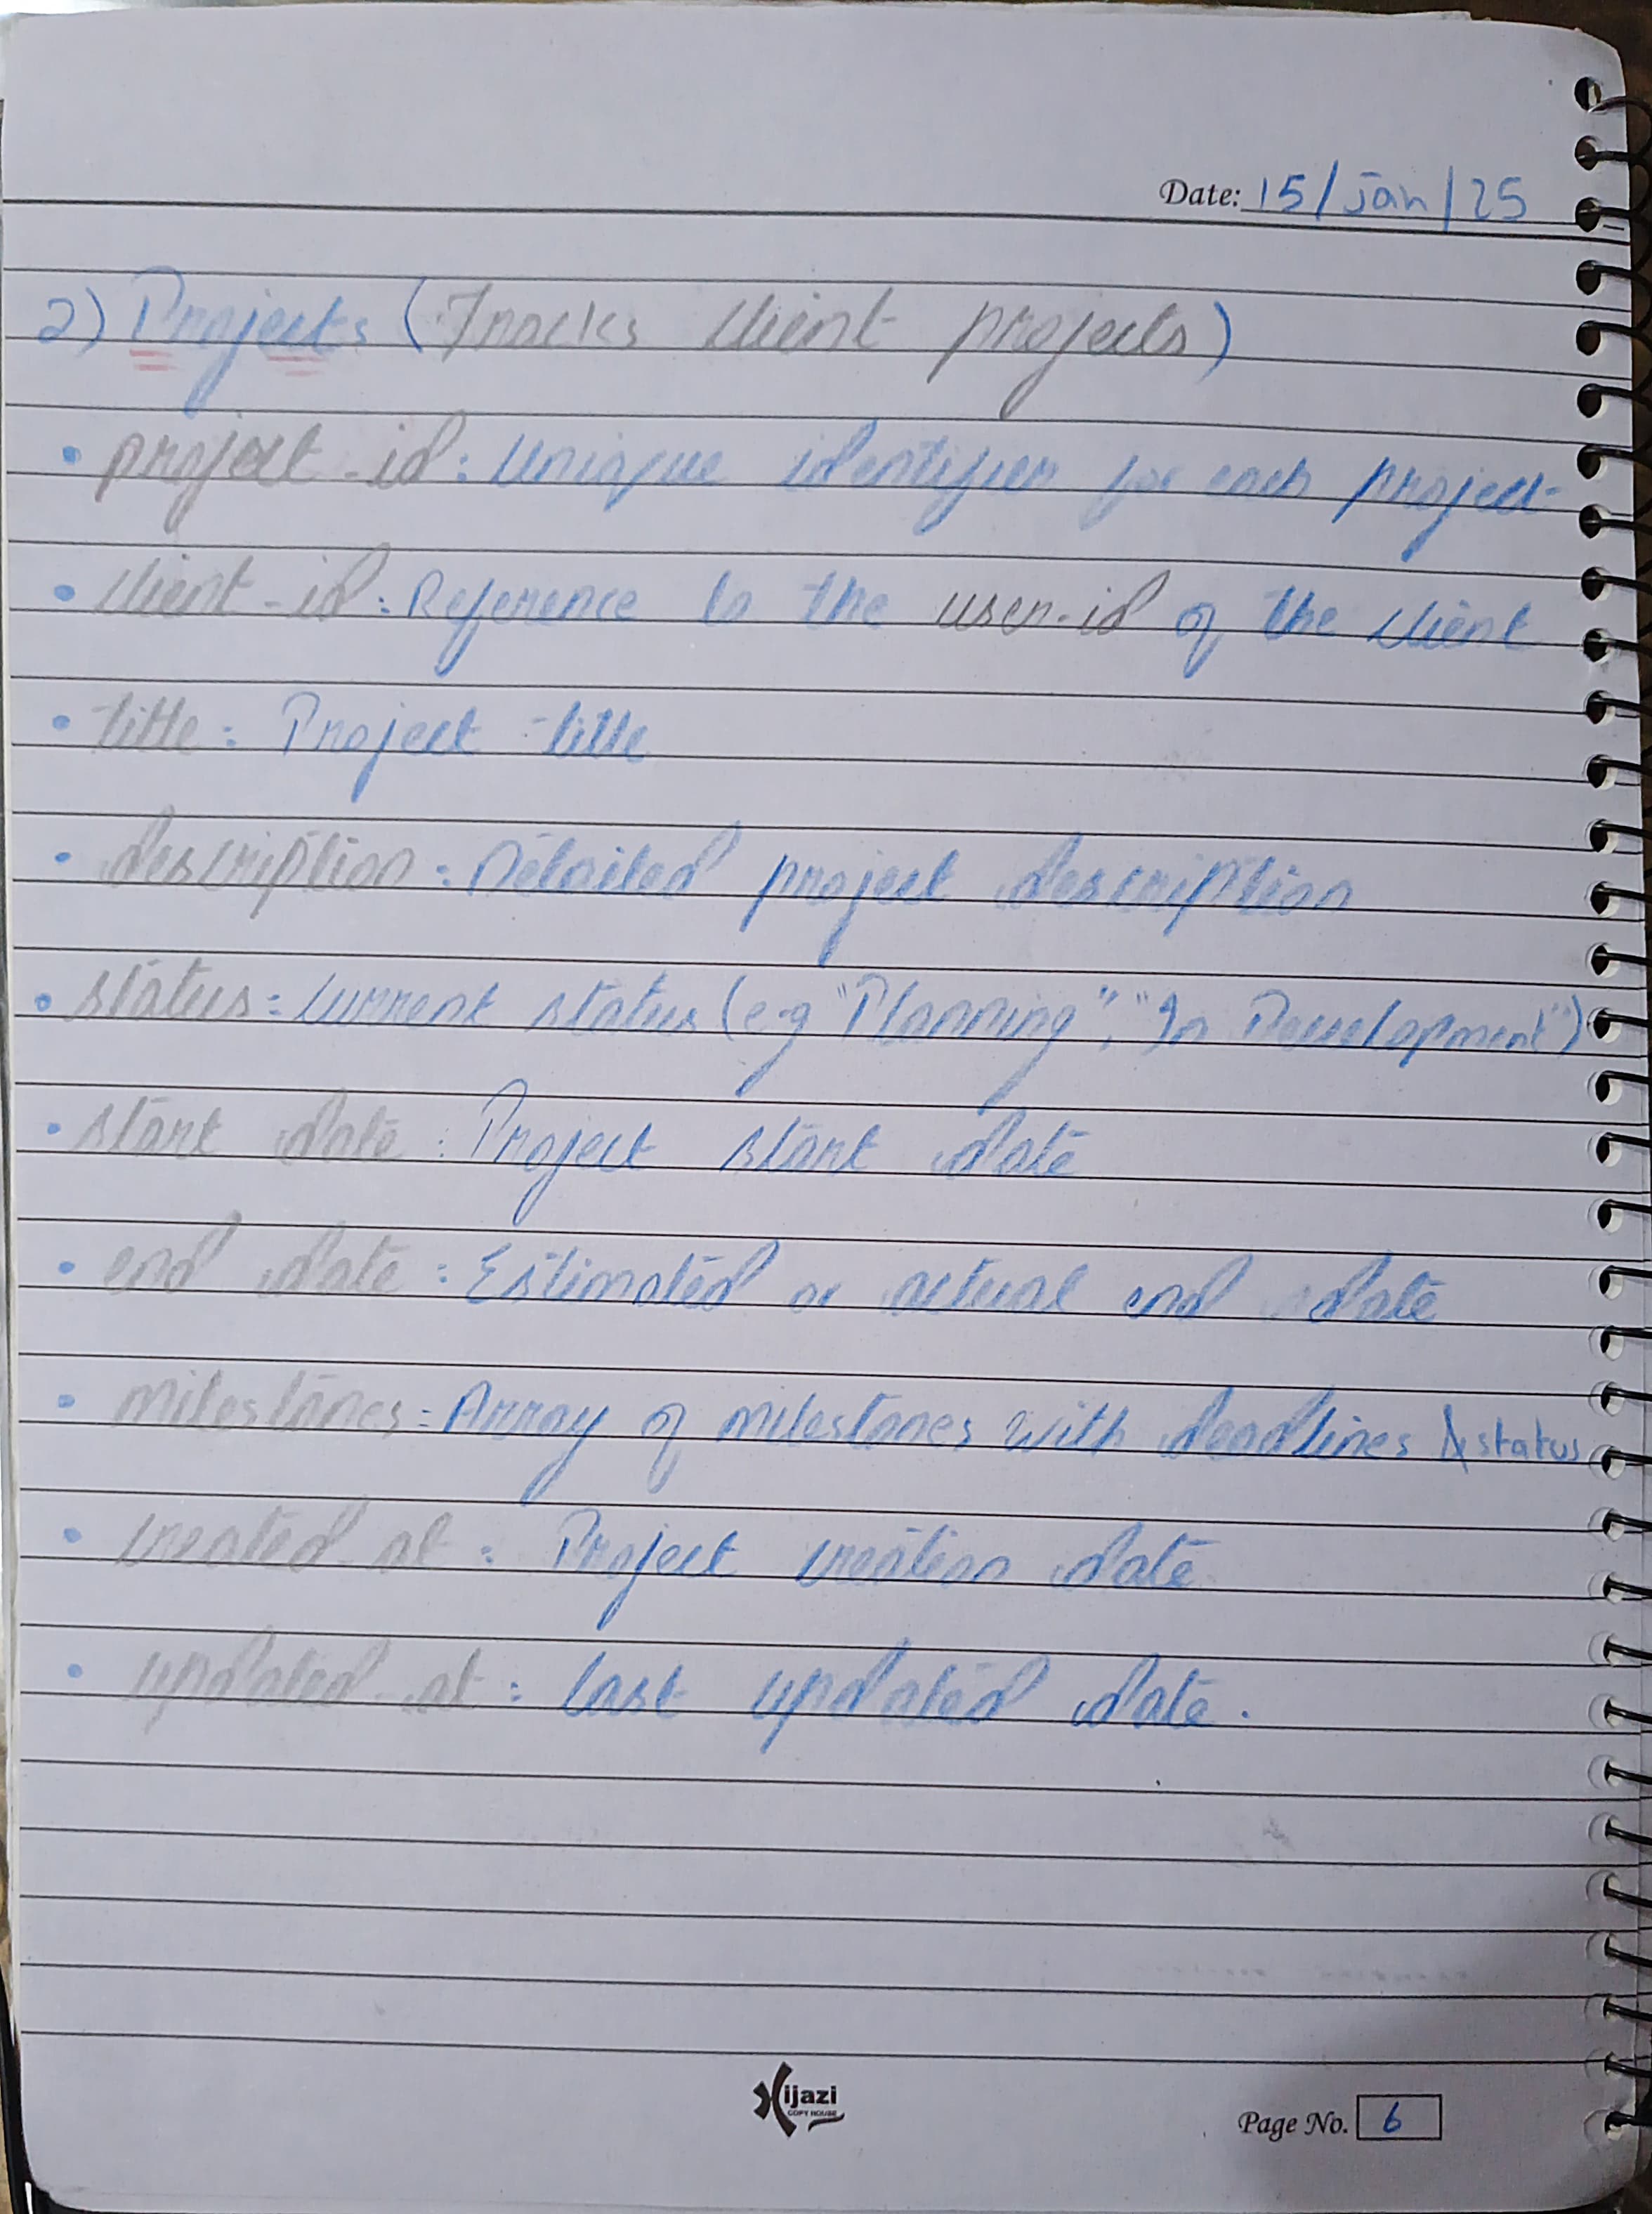 Date: 15/Jan/25
2) Projects (Tracks client projects)
• project-id: Unique identifier for each project
• client-id: Reference to the user-id of the client
• title: Project title
• description: Detailed project description
• status: Current status (e.g "Planning", "In Development")
• start date: Project start date
• end date: Estimated or actual end date
• milestones: Array of milestones with deadlines & status
• created-at: Project creation date
• updated-at: Last updated date.
Hijazi
COPY HOUSE
Page No. 6